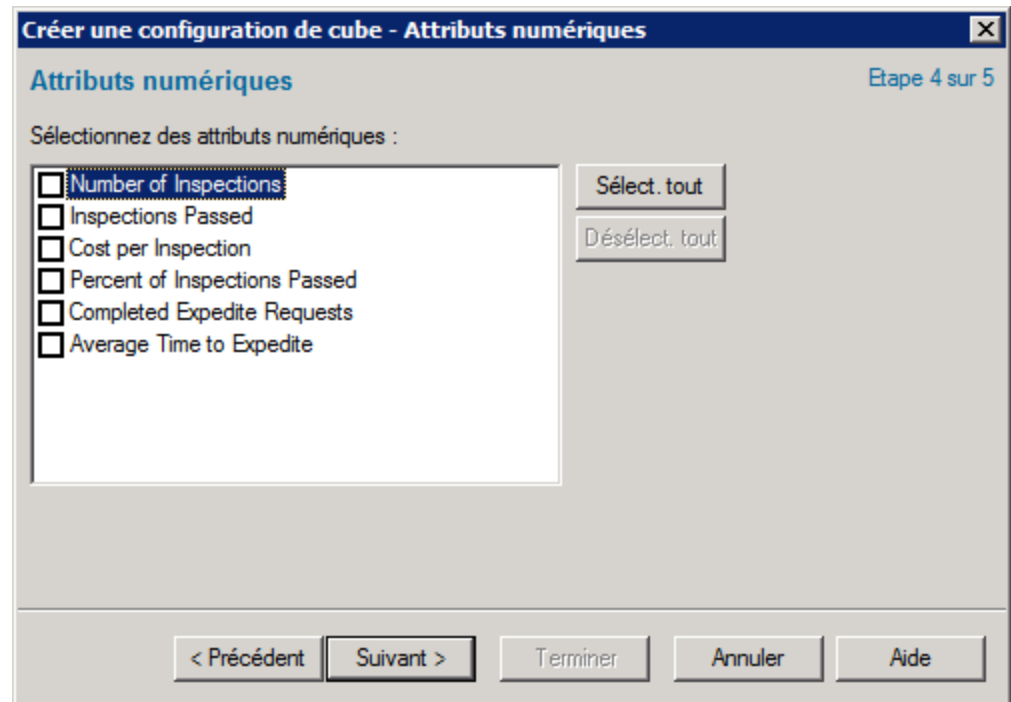 Créer une configuration de cube - Attributs numériques
Attributs numériques
Etape 4 sur 5
Sélectionnez des attributs numériques :
Number of Inspections
Inspections Passed
Cost per Inspection
Percent of Inspections Passed
Completed Expedite Requests
Average Time to Expedite
Sélect. tout
Désélect. tout
< Précédent
Suivant >
Terminer
Annuler
Aide